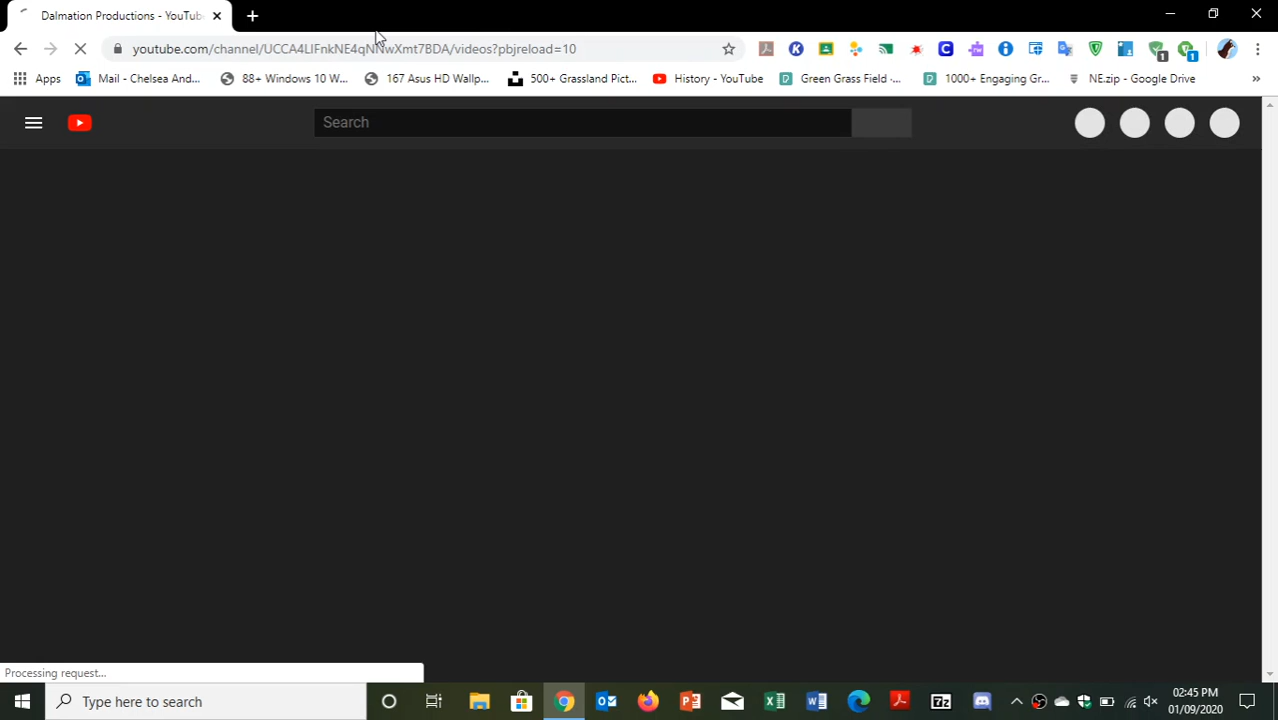 Dalmation Productions - YouTube
youtube.com/channel/UCCA4LIFnkNE4qNNwXmt7BDA/videos?pbjreload=10
Apps Mail - Chelsea And... 88+ Windows 10 W... 167 Asus HD Wallp... 500+ Grassland Pict... History - YouTube Green Grass Field -... 1000+ Engaging Gr... NE.zip - Google Drive »
Search
Processing request...
Type here to search
02:45 PM
01/09/2020